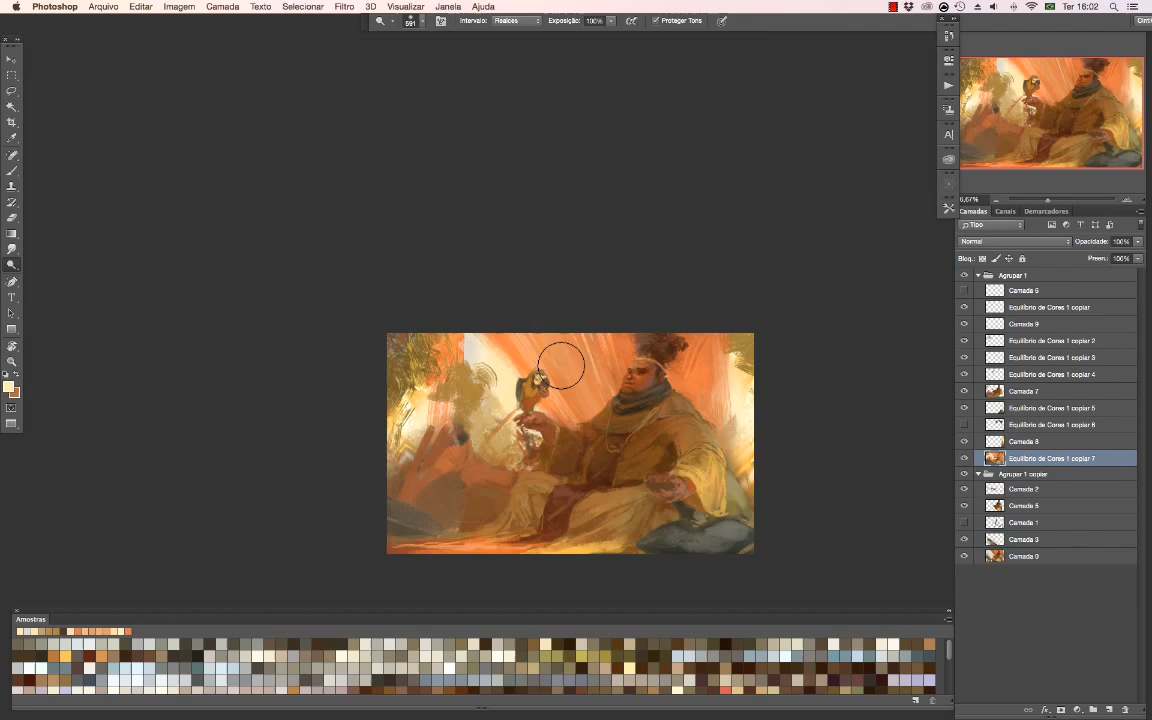 Photoshop Arquivo Editar Imagem Camada Texto Selecionar Filtro 3D Visualizar Janela Ajuda Ter 16:02
591 Intervalo: Realces Exposição: 100% Proteger Tons
6,67%
Camadas Canais Demarcadores
Tipo
Normal Opacidade: 100%
Bloq.: Preen.: 100%
Agrupar 1
Camada 6
Equilíbrio de Cores 1 copiar
Camada 9
Equilíbrio de Cores 1 copiar 2
Equilíbrio de Cores 1 copiar 3
Equilíbrio de Cores 1 copiar 4
Camada 7
Equilíbrio de Cores 1 copiar 5
Equilíbrio de Cores 1 copiar 6
Camada 8
Equilíbrio de Cores 1 copiar 7
Agrupar 1 copiar
Camada 2
Camada 5
Camada 1
Camada 3
Camada 0
Amostras